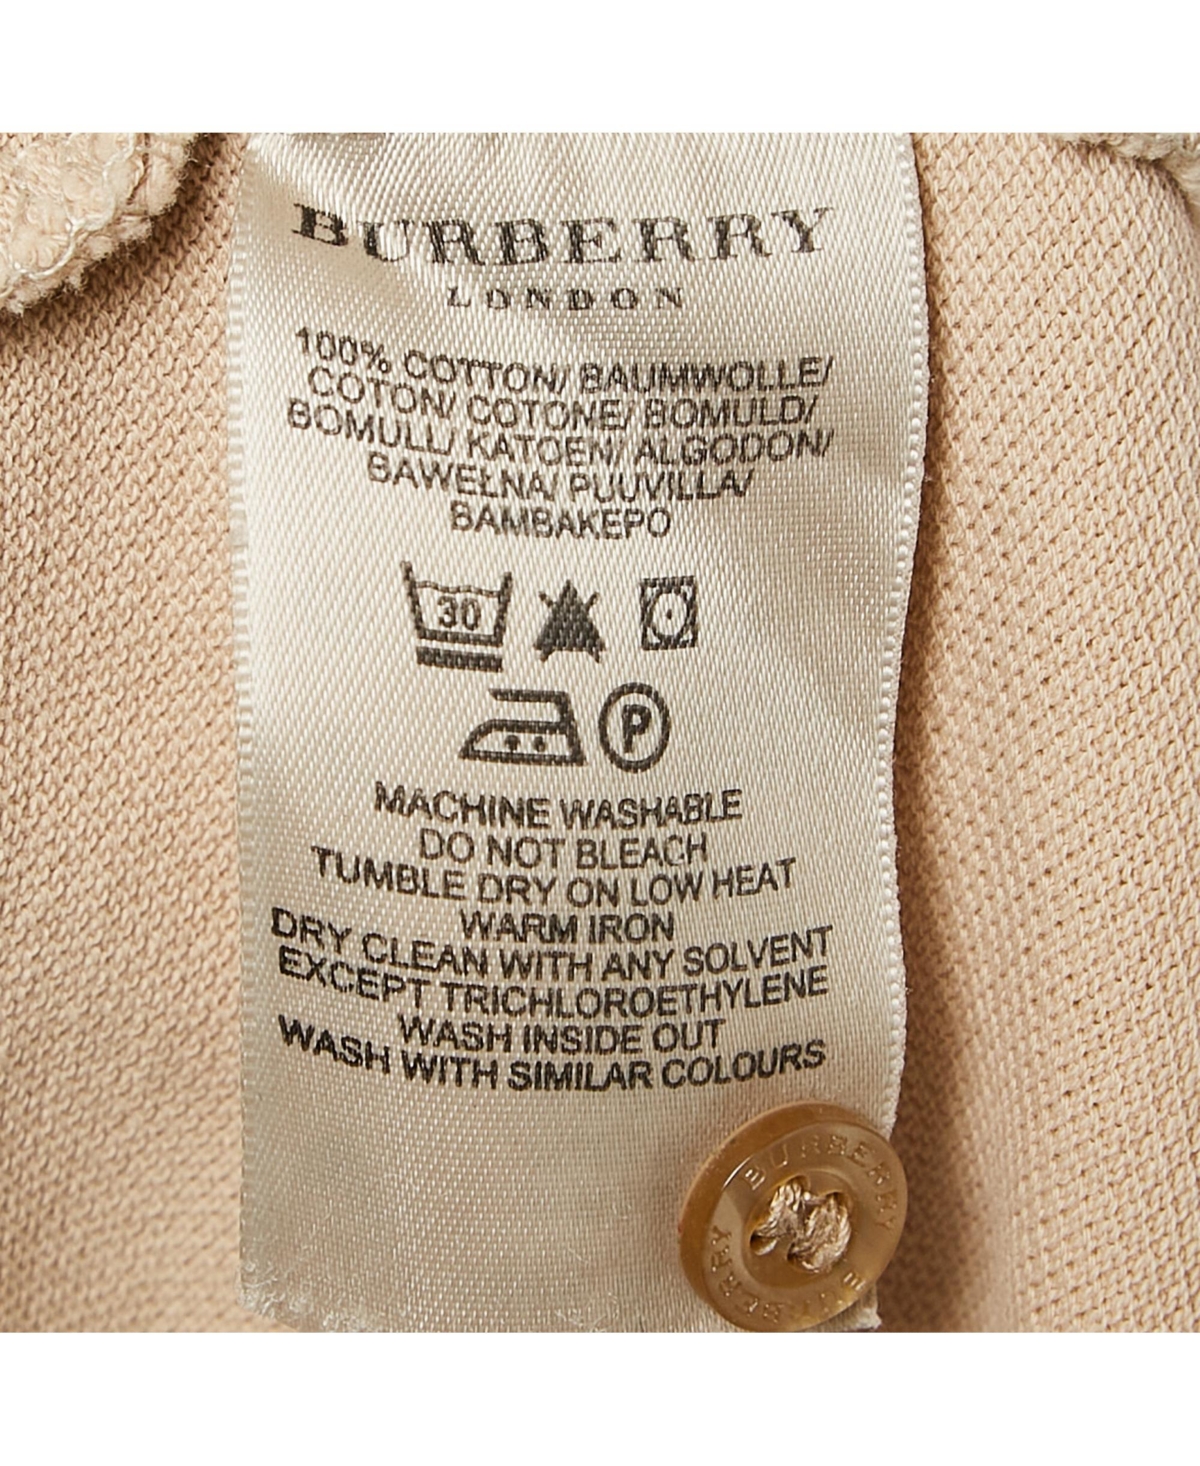 BURBERRY
LONDON
100% COTTON/ BAUMWOLLE/
COTON/ COTONE/ BOMULD/
BOMULL/ KATOEN/ ALGODON/
BAWEŁNA/ PUUVILLA/
BAMBAKEPO
30
P
MACHINE WASHABLE
DO NOT BLEACH
TUMBLE DRY ON LOW HEAT
WARM IRON
DRY CLEAN WITH ANY SOLVENT
EXCEPT TRICHLOROETHYLENE
WASH INSIDE OUT
WASH WITH SIMILAR COLOURS
BURBERRY
BURBERRY